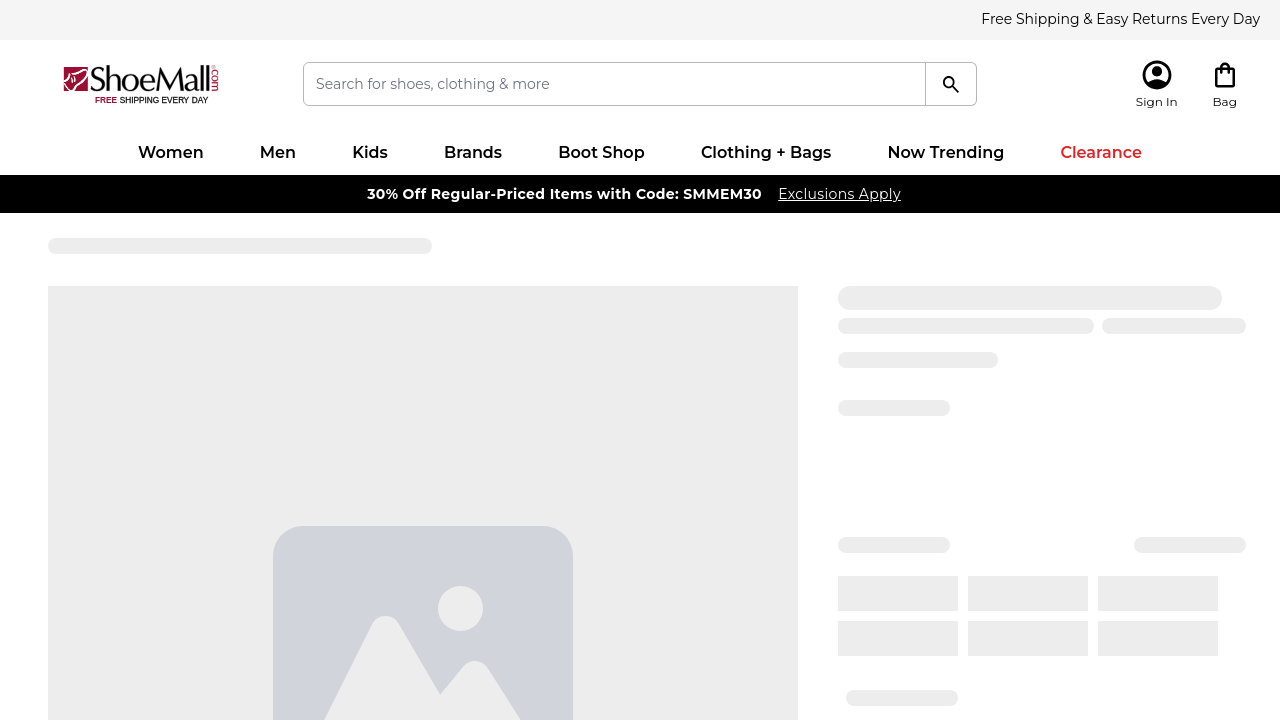 Free Shipping & Easy Returns Every Day
ShoeMall.com
FREE SHIPPING EVERY DAY
Search for shoes, clothing & more
Sign In
Bag
Women
Men
Kids
Brands
Boot Shop
Clothing + Bags
Now Trending
Clearance
30% Off Regular-Priced Items with Code: SMMEM30 Exclusions Apply